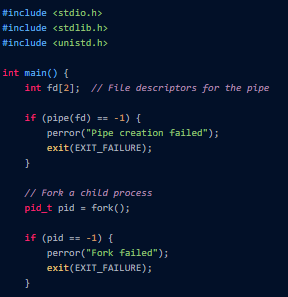 #include <stdio.h>
#include <stdlib.h>
#include <unistd.h>
int main() {
int fd[2];  // File descriptors for the pipe
if (pipe(fd) == -1) {
perror("Pipe creation failed");
exit(EXIT_FAILURE);
}
// Fork a child process
pid_t pid = fork();
if (pid == -1) {
perror("Fork failed");
exit(EXIT_FAILURE);
}